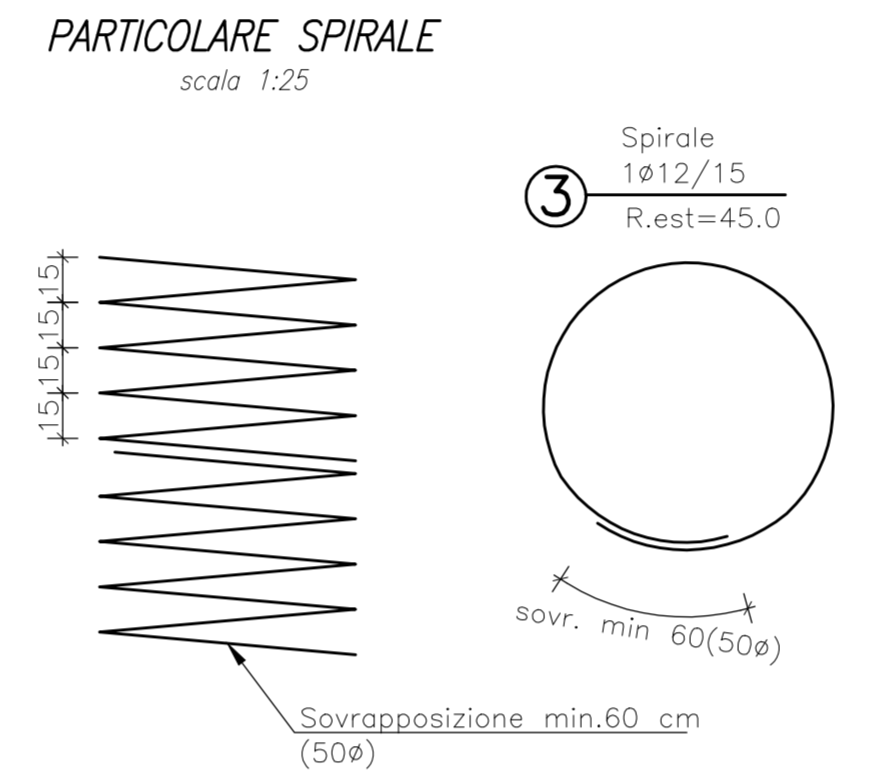 PARTICOLARE SPIRALE
scala 1:25
Spirale
1ø12/15
3
R.est=45.0
15
15
15
15
sovr. min 60(50ø)
Sovrapposizione min.60 cm
(50ø)